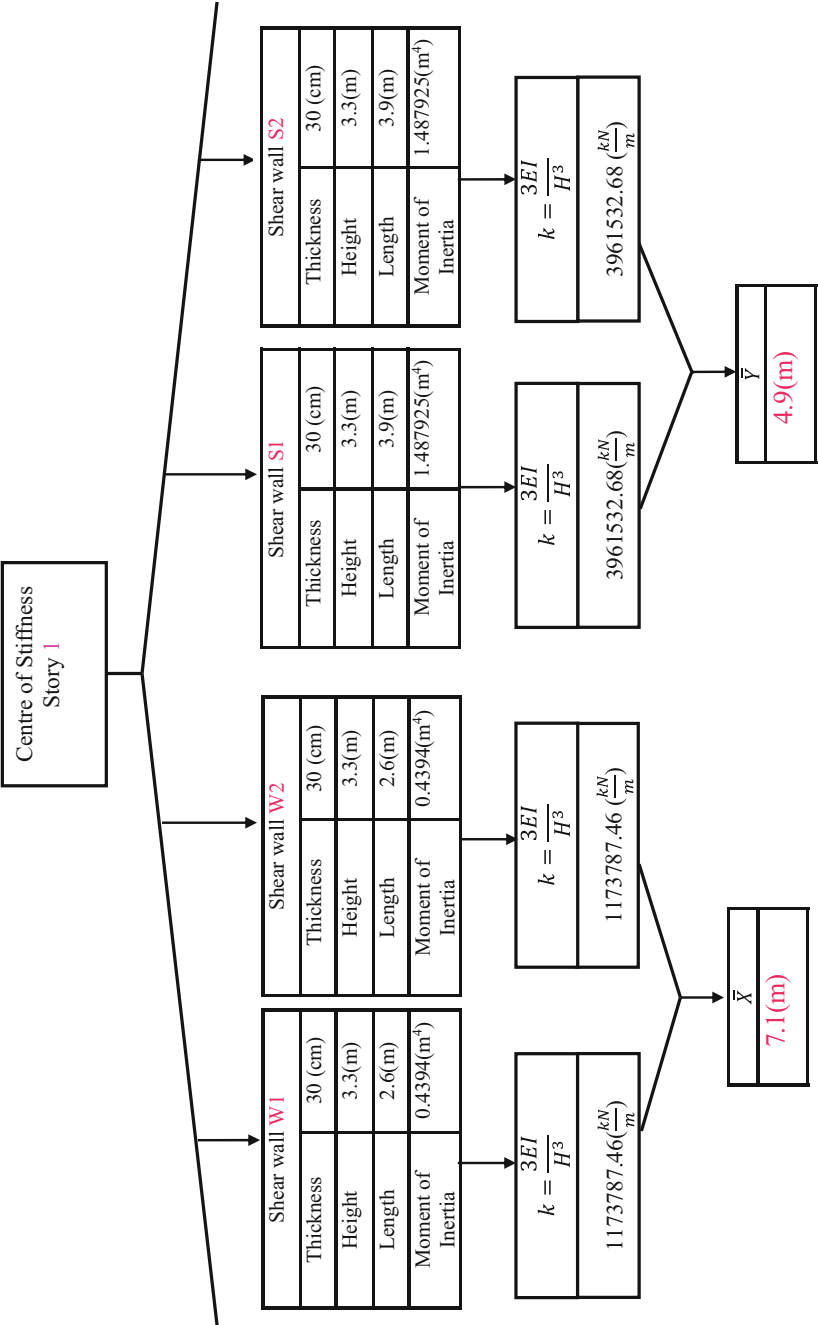 Centre of Stiffness
Story 1
Shear wall W1
Thickness 30 (cm)
Height 3.3(m)
Length 2.6(m)
Moment of Inertia 0.4394(m⁴)
k = 3EI/H³
1173787.46(kN/m)
Shear wall W2
Thickness 30 (cm)
Height 3.3(m)
Length 2.6(m)
Moment of Inertia 0.4394(m⁴)
k = 3EI/H³
1173787.46 (kN/m)
X̿
7.1(m)
Shear wall S1
Thickness 30 (cm)
Height 3.3(m)
Length 3.9(m)
Moment of Inertia 1.487925(m⁴)
k = 3EI/H³
3961532.68(kN/m)
Shear wall S2
Thickness 30 (cm)
Height 3.3(m)
Length 3.9(m)
Moment of Inertia 1.487925(m⁴)
k = 3EI/H³
3961532.68 (kN/m)
Y̿
4.9(m)